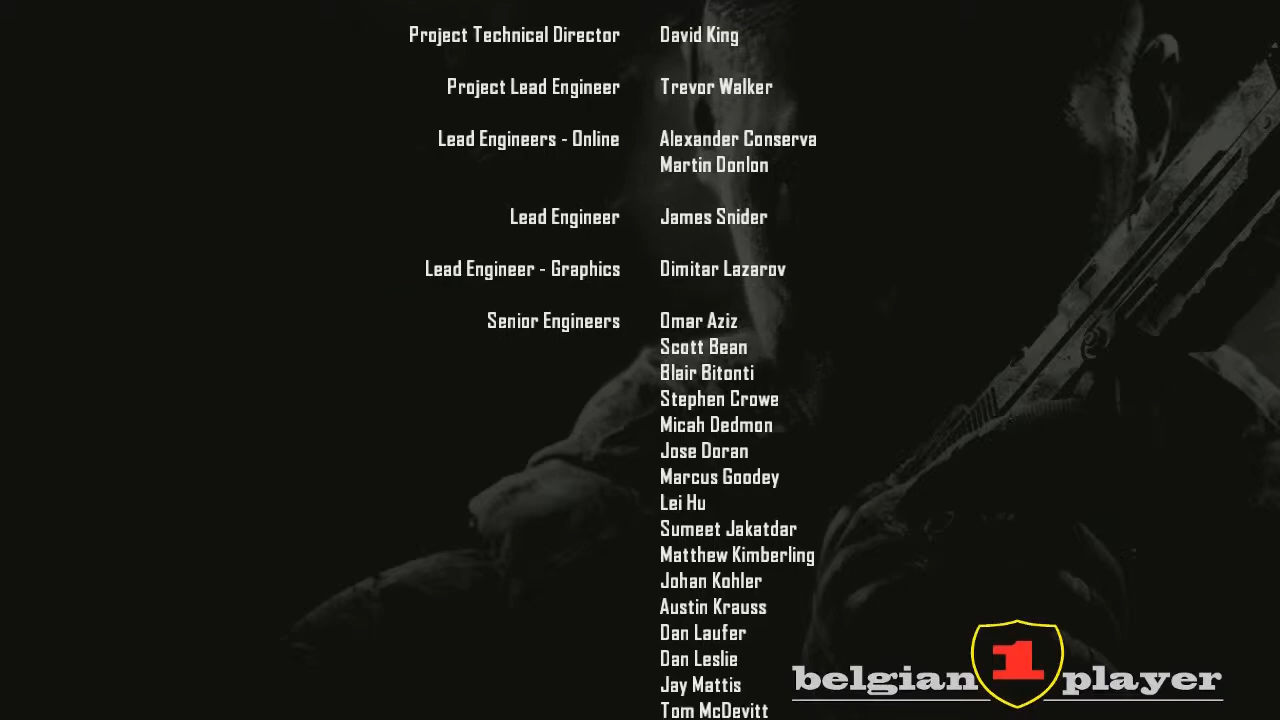 Project Technical Director David King
Project Lead Engineer Trevor Walker
Lead Engineers - Online Alexander Conserva
Martin Donlon
Lead Engineer James Snider
Lead Engineer - Graphics Dimitar Lazarov
Senior Engineers Omar Aziz
Scott Bean
Blair Bitonti
Stephen Crowe
Micah Dedmon
Jose Doran
Marcus Goodey
Lei Hu
Sumeet Jakatdar
Matthew Kimberling
Johan Kohler
Austin Krauss
Dan Laufer
Dan Leslie
Jay Mattis
Tom McDevitt
belgian 1 player